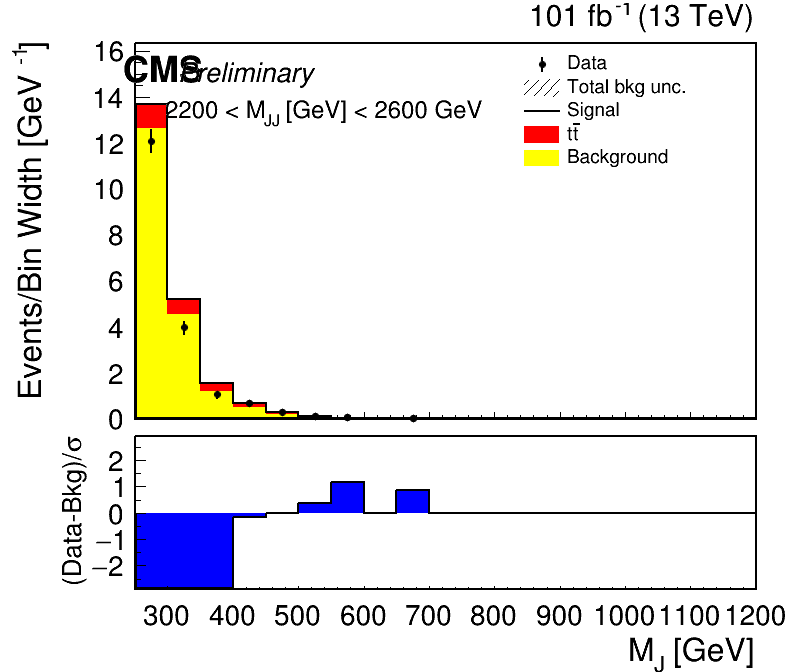 101 fb⁻¹ (13 TeV)
CMS Preliminary
2200 < M_JJ [GeV] < 2600 GeV
Data
Total bkg unc.
Signal
tt̄
Background
Events/Bin Width [GeV⁻¹]
16
14
12
10
8
6
4
2
0
(Data-Bkg)/σ
2
1
0
−1
−2
300 400 500 600 700 800 900 1000 1100 1200
M_J [GeV]